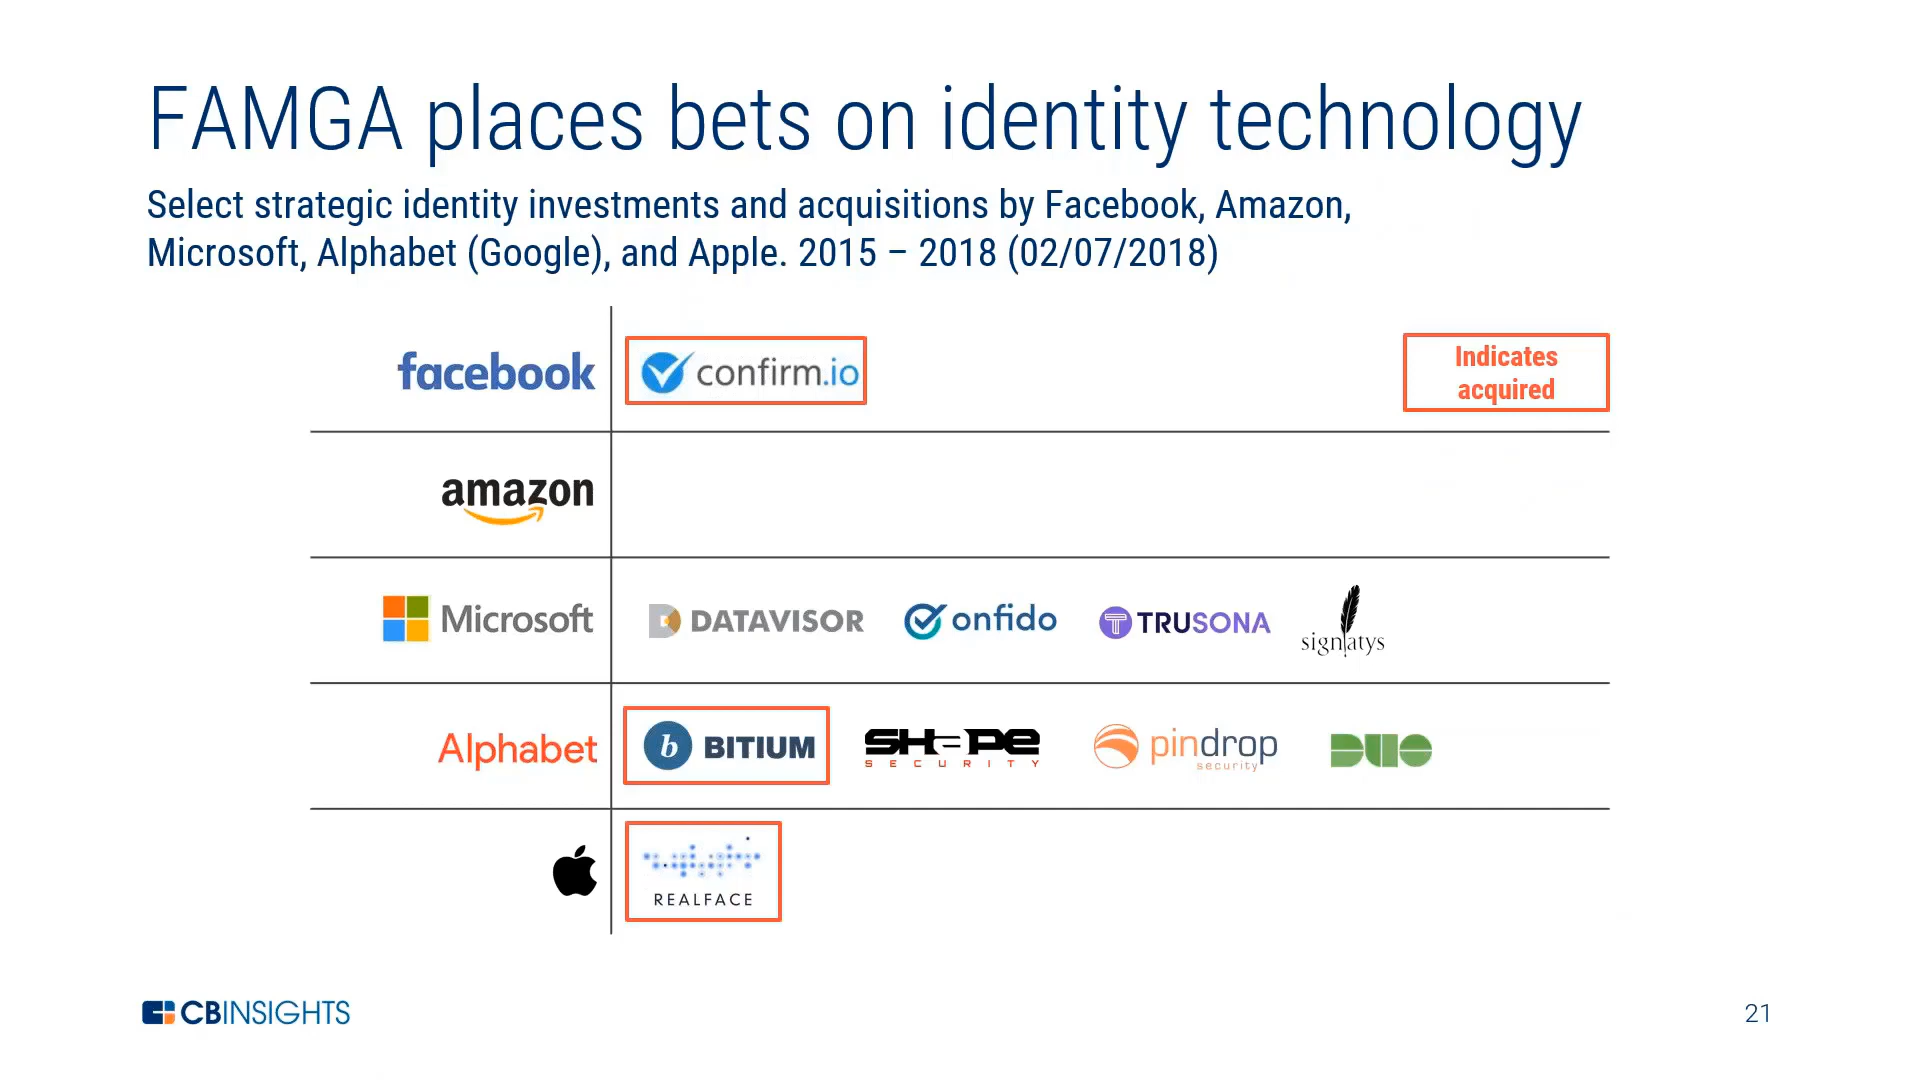 FAMGA places bets on identity technology
Select strategic identity investments and acquisitions by Facebook, Amazon,
Microsoft, Alphabet (Google), and Apple. 2015 – 2018 (02/07/2018)
facebook
confirm.io
Indicates
acquired
amazon
Microsoft
DATAVISOR
onfido
TRUSONA
signatys
Alphabet
b BITIUM
SHAPE
SECURITY
pindrop
security
DUO
REALFACE
CBINSIGHTS
21